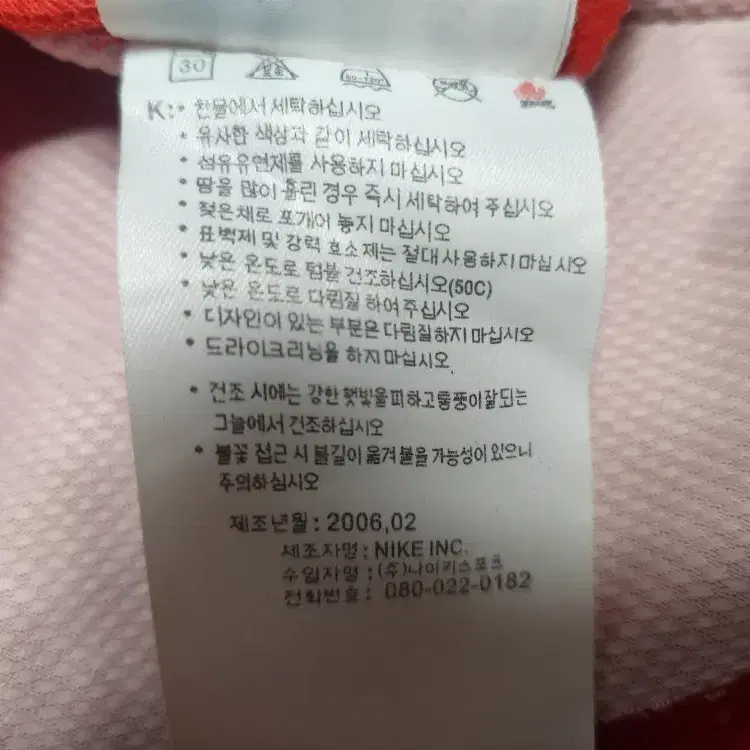 30
80-120℃
K: • 찬물에서 세탁하십시오
• 유사한 색상과 같이 세탁하십시오
• 섬유유연제를 사용하지 마십시오
• 땀을 많이 흘린 경우 즉시 세탁하여 주십시오
• 젖은채로 포개어 놓지 마십시오
• 표백제 및 강력 효소제는 절대 사용하지 마십시오
• 낮은 온도로 텀블 건조하십시오(50C)
• 낮은 온도로 다림질 하여 주십시오
• 디자인이 있는 부분은 다림질하지 마십시오
• 드라이크리닝을 하지 마십시오.
• 건조 시에는 강한 햇빛을 피하고 통풍이 잘 되는
그늘에서 건조하십시오
• 불꽃 접근 시 불길이 옮겨 붙을 가능성이 있으니
주의하십시오
제조년월 : 2006,02
제조자명 : NIKE INC.
수입자명 : (주)나이키스포츠
전화번호 : 080-022-0182